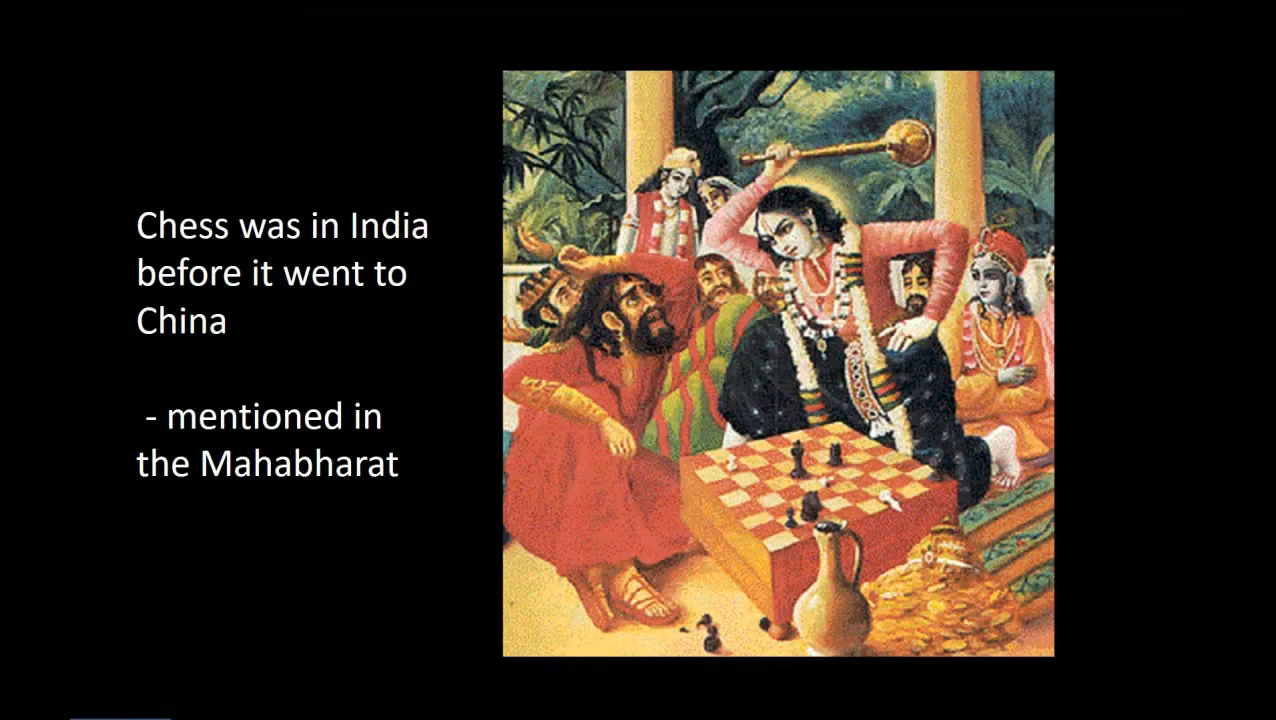 Chess was in India
before it went to
China
- mentioned in
the Mahabharat